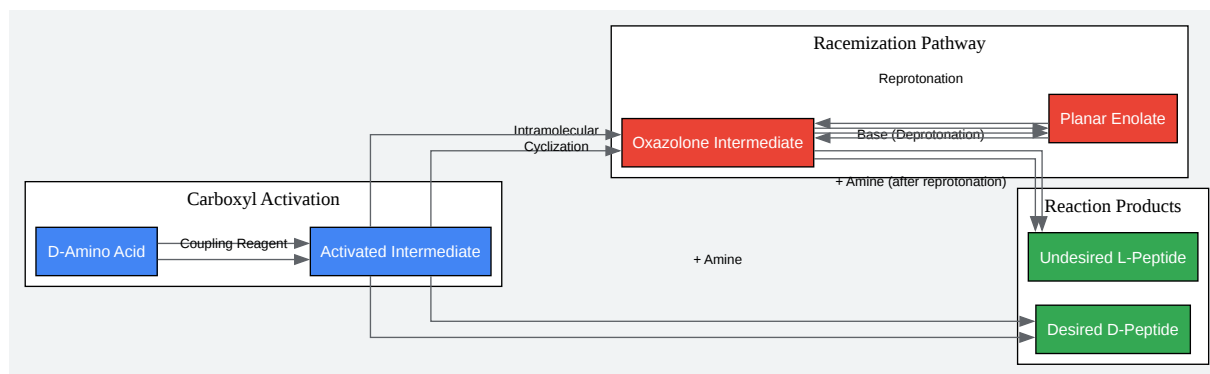 Racemization Pathway
Reprotonation
Planar Enolate
Intramolecular
Cyclization
Oxazolone Intermediate
Base (Deprotonation)
+ Amine (after reprotonation)
Carboxyl Activation
D-Amino Acid
Coupling Reagent
Activated Intermediate
+ Amine
Reaction Products
Undesired L-Peptide
Desired D-Peptide